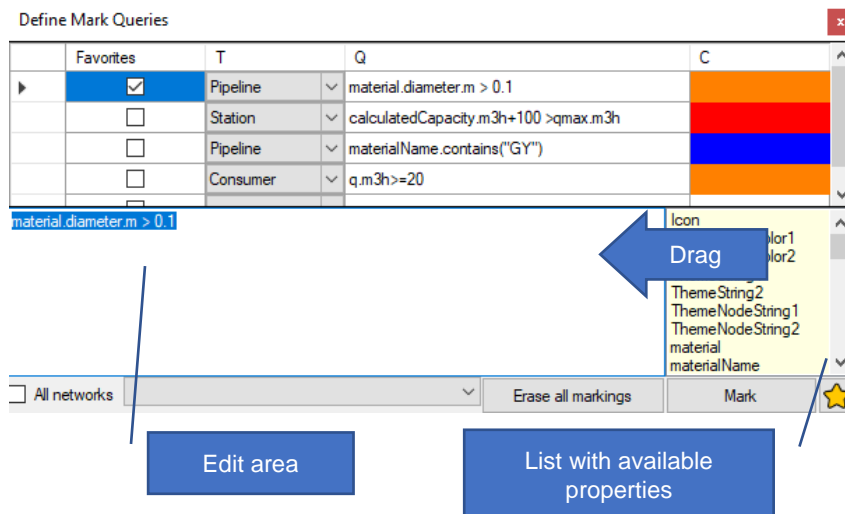 Define Mark Queries
x
Favorites T Q C
Pipeline material.diameter.m > 0.1
Station calculatedCapacity.m3h+100 >qmax.m3h
Pipeline materialName.contains("GY")
Consumer q.m3h>=20
material.diameter.m > 0.1
Icon
olor1
Drag
olor2
ThemeString2
ThemeNodeString1
ThemeNodeString2
material
materialName
All networks Erase all markings Mark
Edit area
List with available
properties